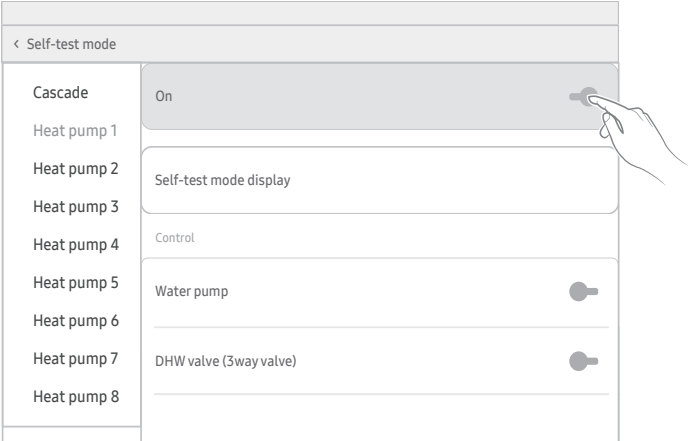 < Self-test mode
Cascade
Heat pump 1
Heat pump 2
Heat pump 3
Heat pump 4
Heat pump 5
Heat pump 6
Heat pump 7
Heat pump 8
On
Self-test mode display
Control
Water pump
DHW valve (3way valve)